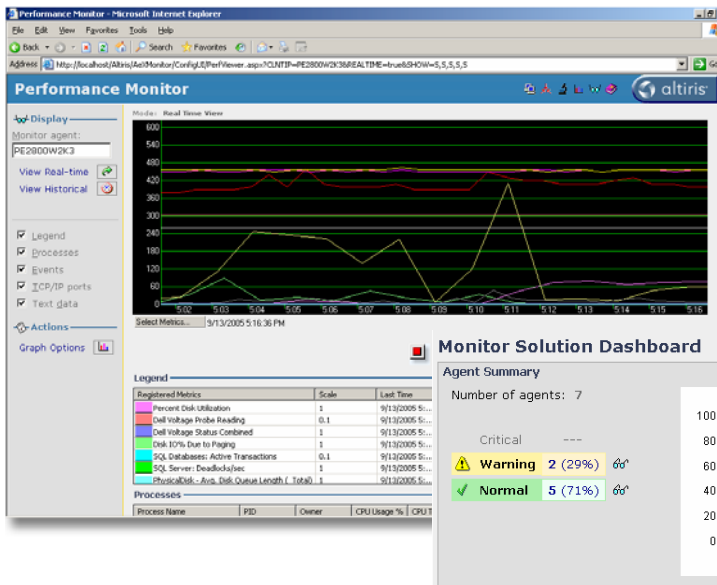 Performance Monitor - Microsoft Internet Explorer
File Edit View Favorites Tools Help
Back Search Favorites
Address http://localhost/Altiris/AeXMonitor/ConfigUI/PerfViewer.aspx?CLNTIP=PE2800W2K3&REALTIME=true&SHOW=S,S,S,S,S
Performance Monitor
altiris
Display
Monitor agent:
PE2800W2K3
View Real-time
View Historical
Legend
Processes
Events
TCP/IP ports
Text data
Actions
Graph Options
Mode: Real Time View
600
540
480
420
360
300
240
180
120
60
0
5:02 5:03 5:04 5:05 5:06 5:07 5:08 5:09 5:10 5:11 5:12 5:13 5:14 5:15 5:16
Select Metrics... 9/13/2005 5:16:36 PM
Legend
Registered Metrics Scale Last Time
Percent Disk Utilization 1 9/13/2005 5:...
Dell Voltage Probe Reading 0.1 9/13/2005 5:...
Dell Voltage Status Combined 1 9/13/2005 5:...
Disk IO% Due to Paging 1 9/13/2005 5:...
SQL Databases: Active Transactions 0.1 9/13/2005 5:...
SQL Server: Deadlocks/sec 1 9/13/2005 5:...
PhysicalDisk - Avg. Disk Queue Length (_Total) 1 9/13/2005 5:...
Processes
Process Name PID Owner CPU Usage % CPU T
Monitor Solution Dashboard
Agent Summary
Number of agents: 7
Critical ---
Warning 2 (29%)
Normal 5 (71%)
100
80
60
40
20
0